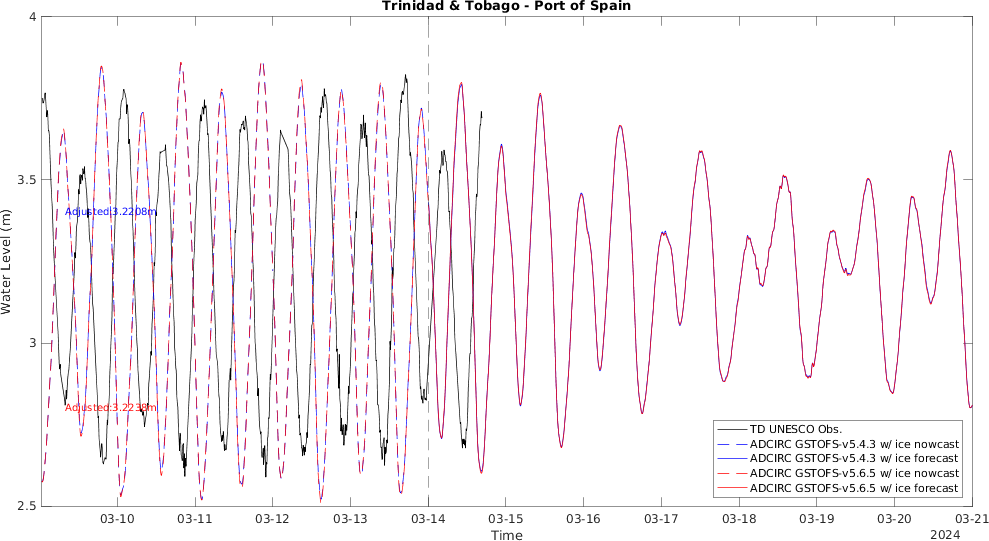 Trinidad & Tobago - Port of Spain
4
3.5
3
2.5
Water Level (m)
Adjusted:3.2208m
Adjusted:3.2238m
TD UNESCO Obs.
ADCIRC GSTOFS-v5.4.3 w/ ice nowcast
ADCIRC GSTOFS-v5.4.3 w/ ice forecast
ADCIRC GSTOFS-v5.6.5 w/ ice nowcast
ADCIRC GSTOFS-v5.6.5 w/ ice forecast
03-10 03-11 03-12 03-13 03-14 03-15 03-16 03-17 03-18 03-19 03-20 03-21
Time
2024